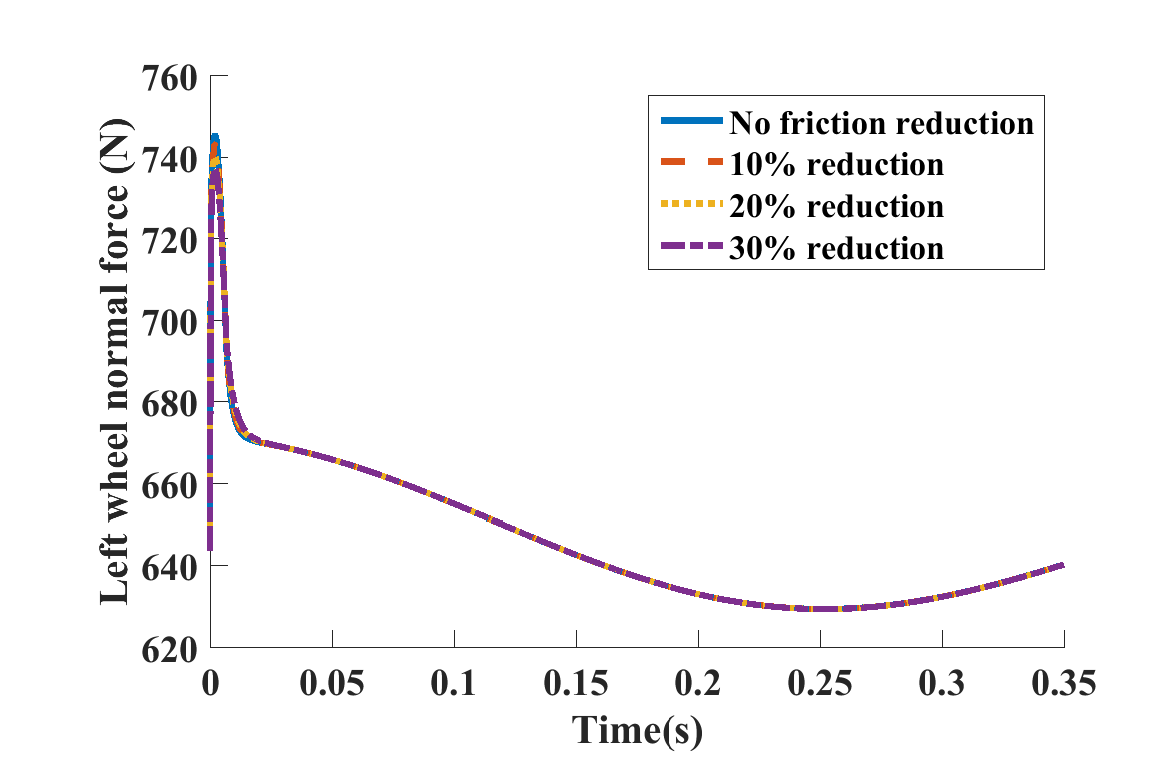 760
740
720
700
680
660
640
620
Left wheel normal force (N)
No friction reduction
10% reduction
20% reduction
30% reduction
0 0.05 0.1 0.15 0.2 0.25 0.3 0.35
Time(s)